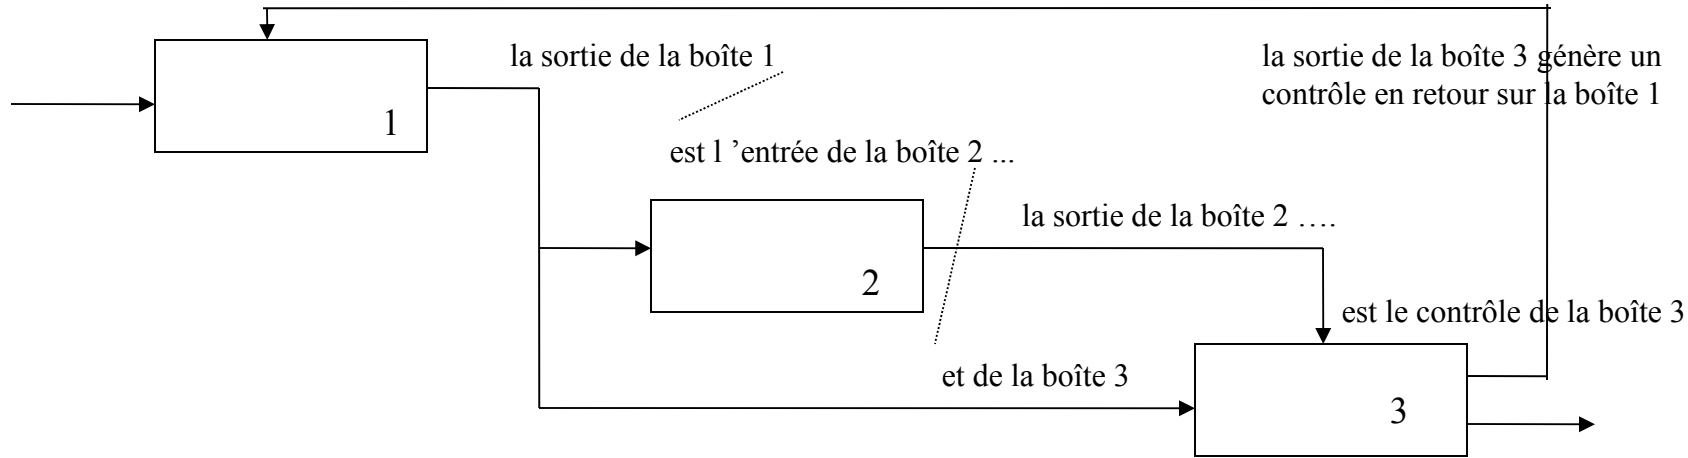 la sortie de la boîte 1
la sortie de la boîte 3 génère un
contrôle en retour sur la boîte 1
1
est l ’entrée de la boîte 2 ...
la sortie de la boîte 2 ….
2
est le contrôle de la boîte 3
et de la boîte 3
3